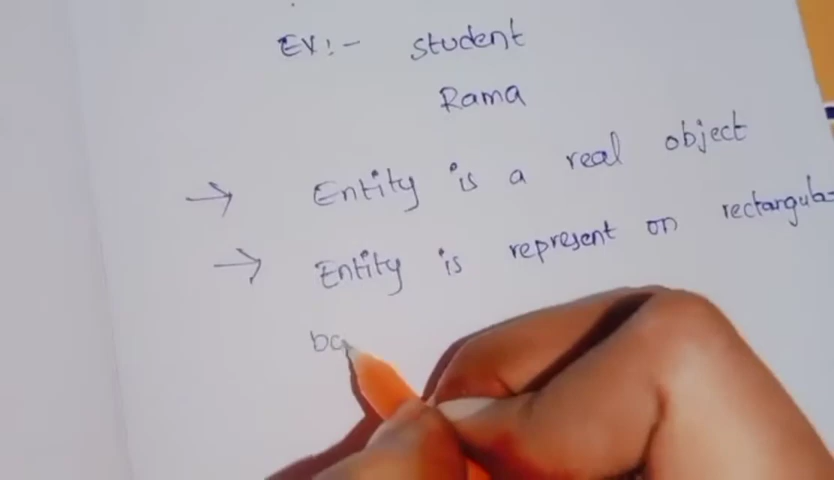 EX:- student
Rama
→ Entity is a real object
→ Entity is represent on rectangula
bo